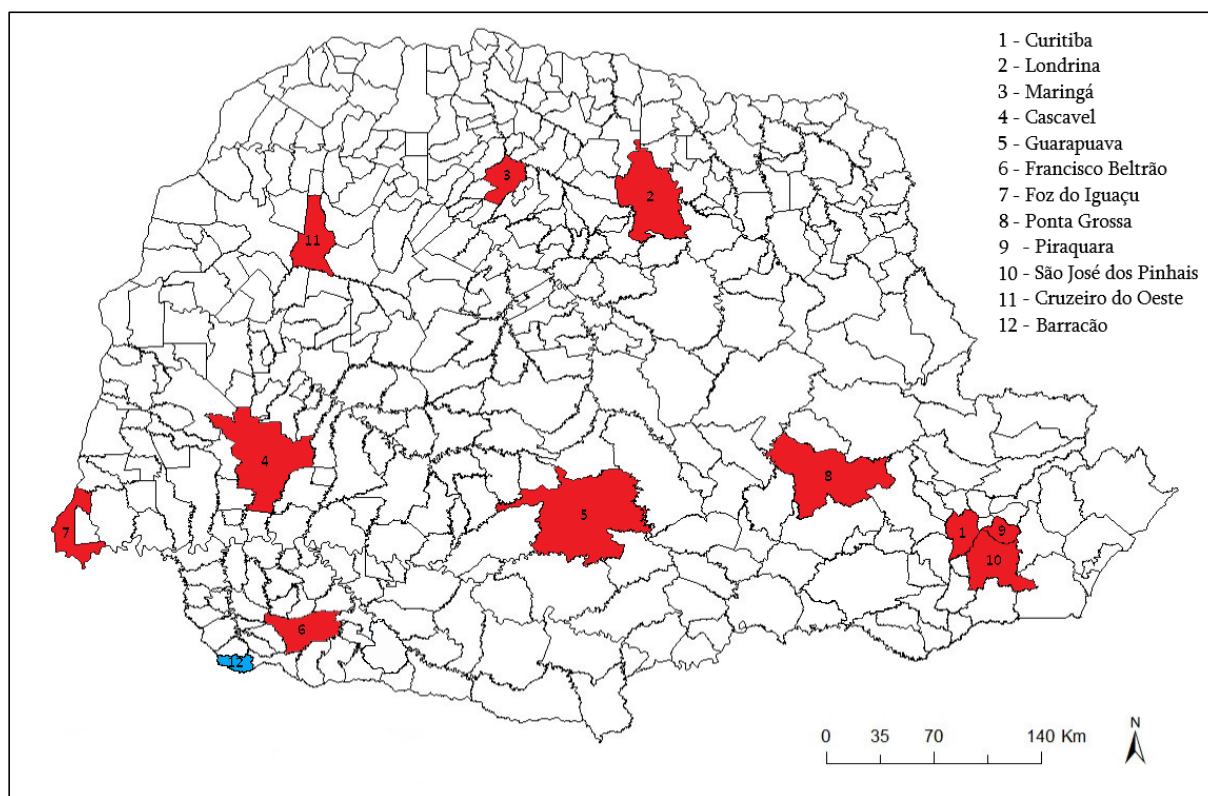 1 - Curitiba
2 - Londrina
3 - Maringá
4 - Cascavel
5 - Guarapuava
6 - Francisco Beltrão
7 - Foz do Iguaçu
8 - Ponta Grossa
9 - Piraquara
10 - São José dos Pinhais
11 - Cruzeiro do Oeste
12 - Barracão
3
2
11
4
8
7
5
1
9
10
6
12
N
0 35 70 140 Km